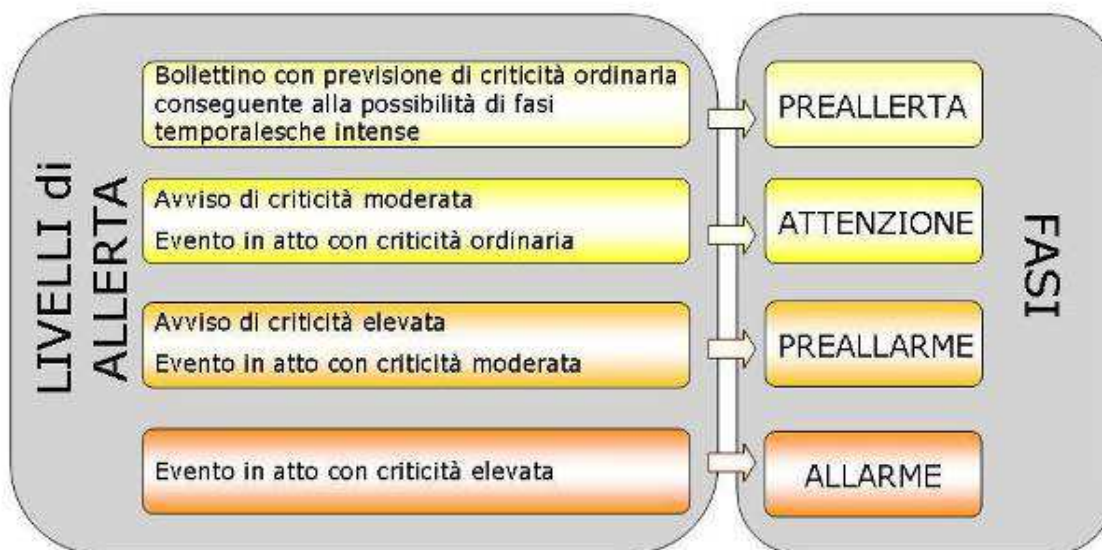 LIVELLI di
ALLERTA
Bollettino con previsione di criticità ordinaria
conseguente alla possibilità di fasi
temporalesche intense
PREALLERTA
Avviso di criticità moderata
Evento in atto con criticità ordinaria
ATTENZIONE
Avviso di criticità elevata
Evento in atto con criticità moderata
PREALLARME
Evento in atto con criticità elevata
ALLARME
FASI